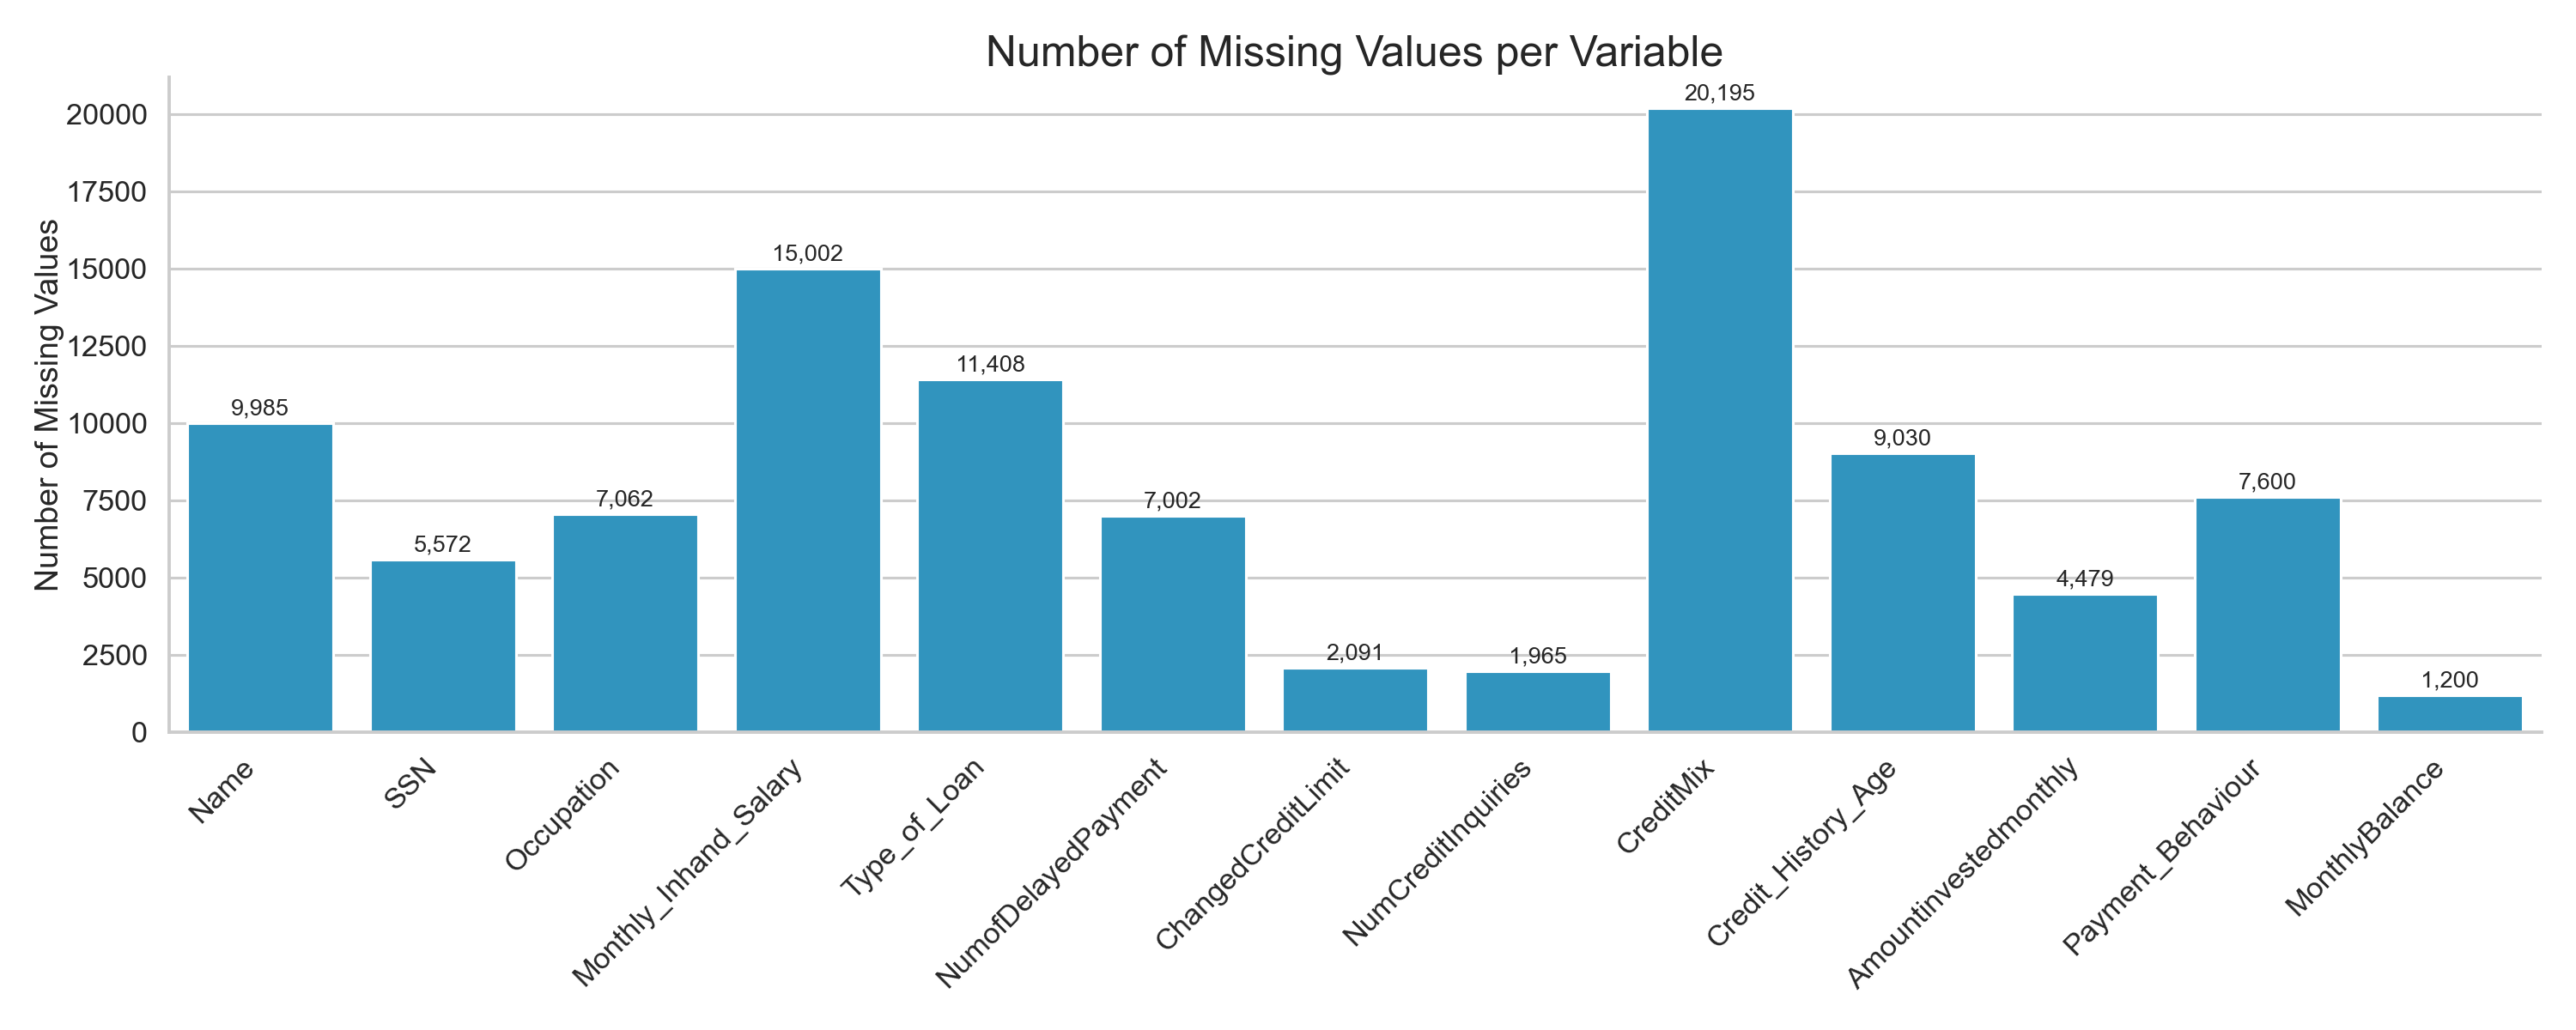 Number of Missing Values per Variable
Number of Missing Values
20000
17500
15000
12500
10000
7500
5000
2500
0
9,985
5,572
7,062
15,002
11,408
7,002
2,091
1,965
20,195
9,030
4,479
7,600
1,200
Name
SSN
Occupation
Monthly_Inhand_Salary
Type_of_Loan
NumofDelayedPayment
ChangedCreditLimit
NumCreditInquiries
CreditMix
Credit_History_Age
Amountinvestedmonthly
Payment_Behaviour
MonthlyBalance